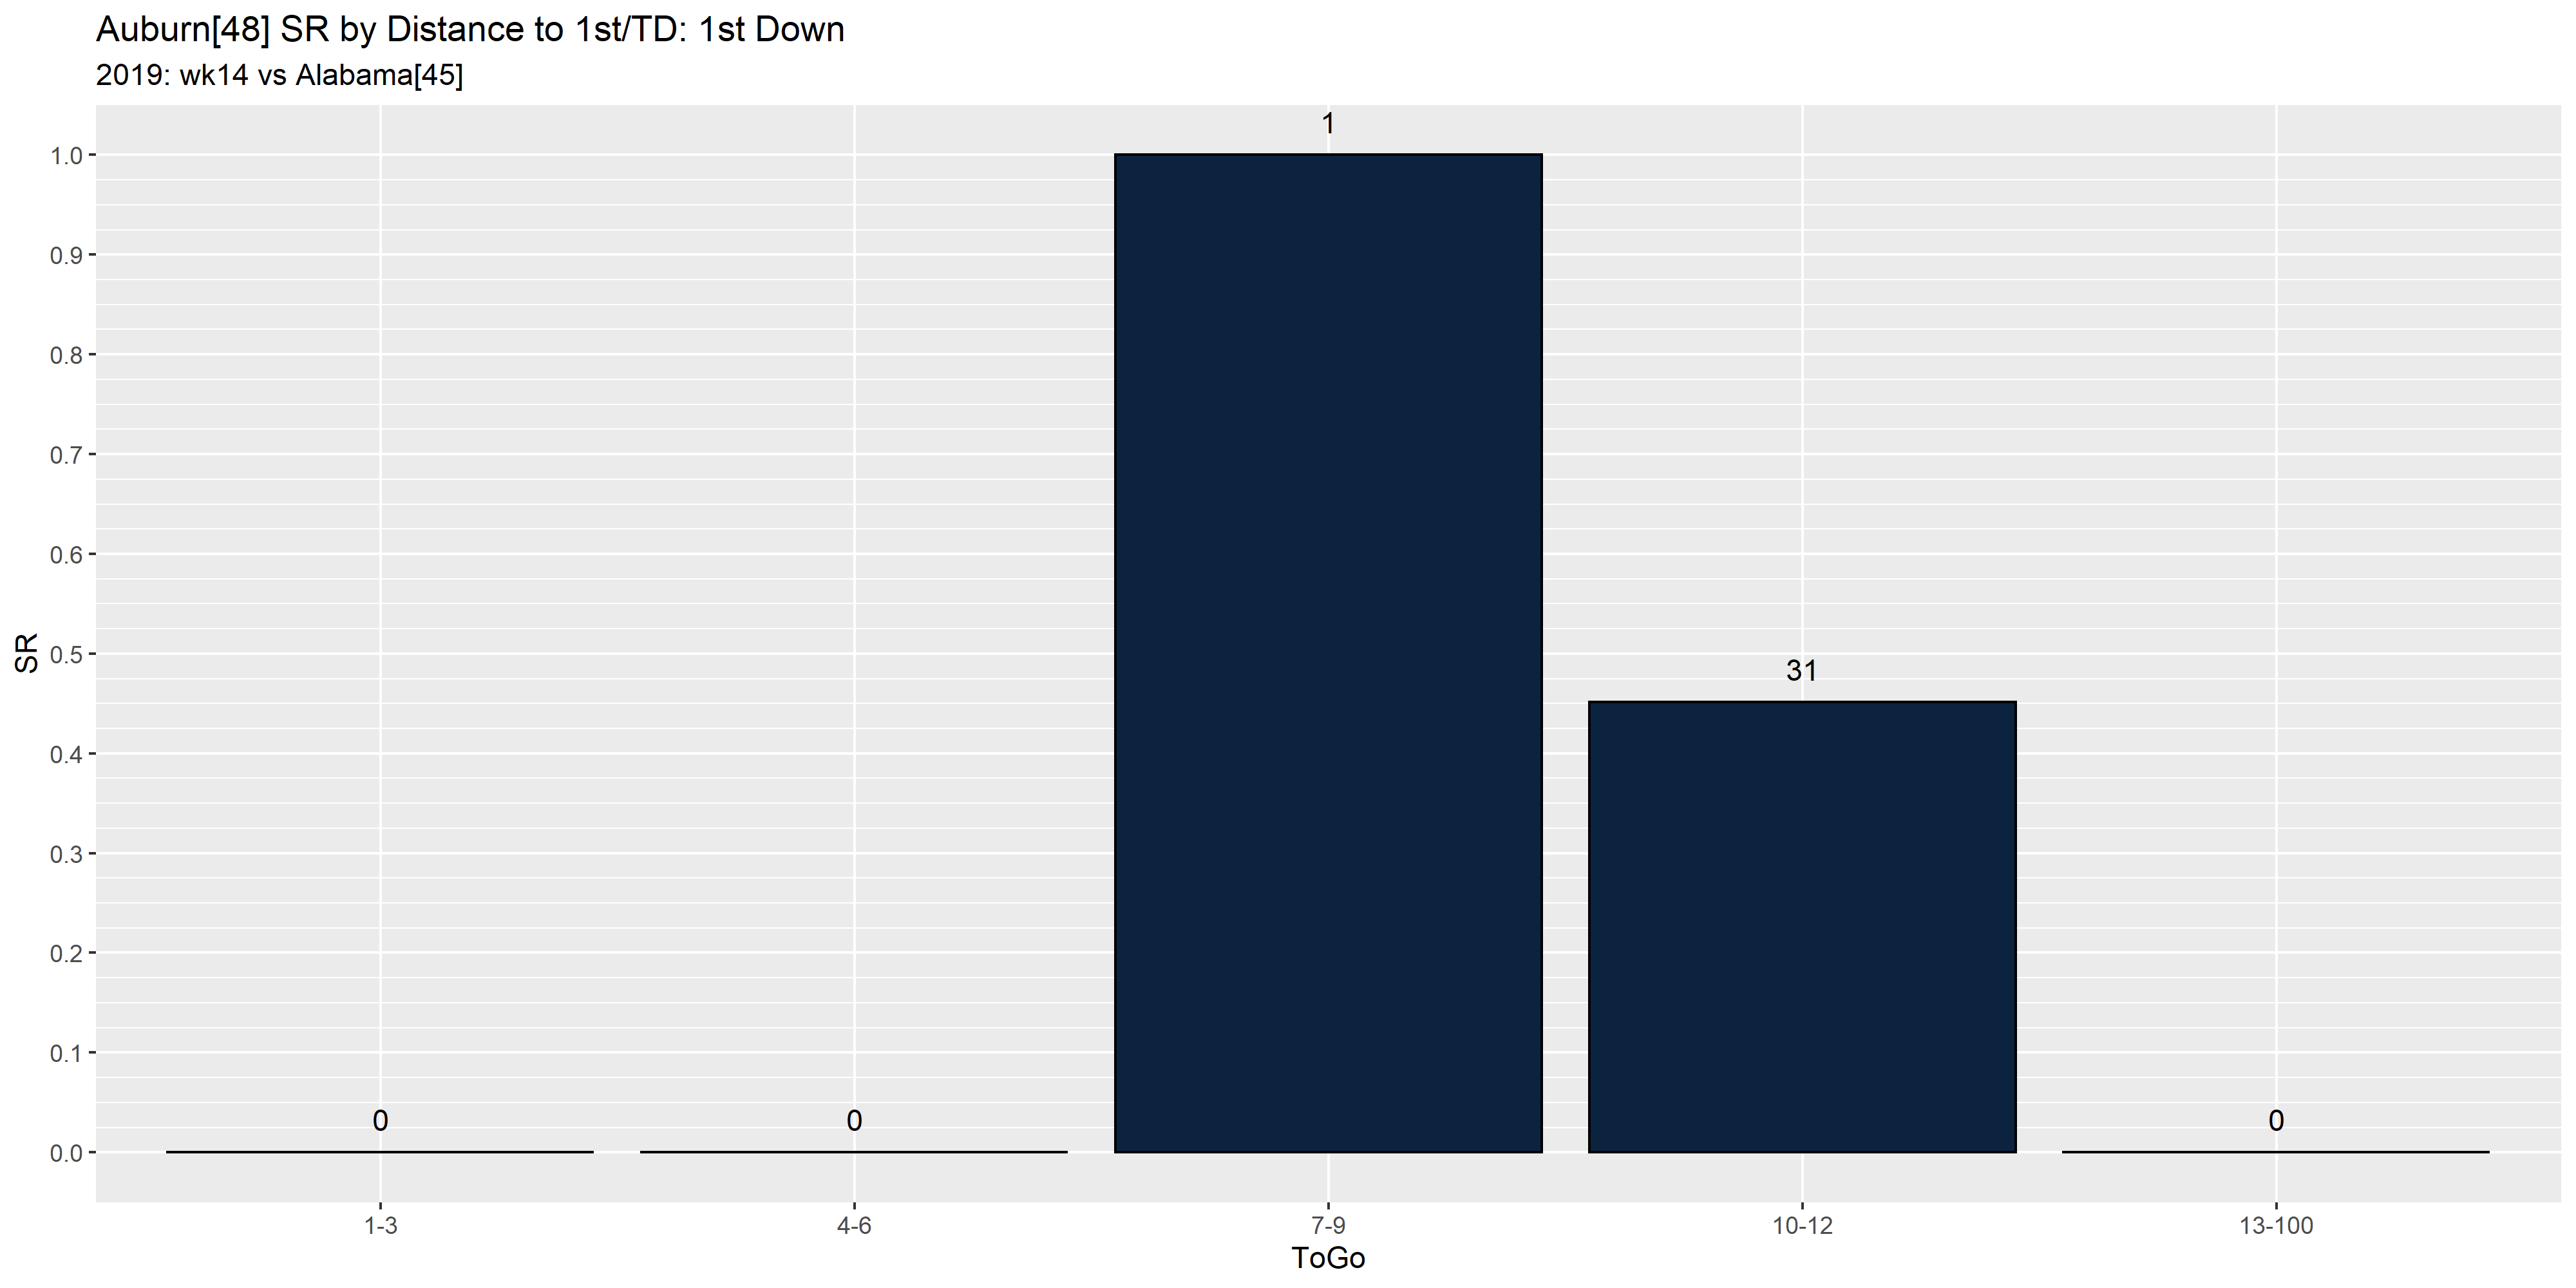 Auburn[48] SR by Distance to 1st/TD: 1st Down
2019: wk14 vs Alabama[45]
1
1.0
0.9
0.8
0.7
0.6
SR
0.5
31
0.4
0.3
0.2
0.1
0 0 0
0.0
1-3 4-6 7-9 10-12 13-100
ToGo